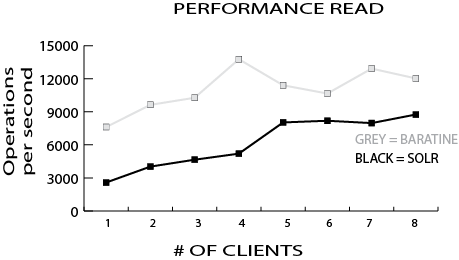 PERFORMANCE READ
15000
12000
9000
6000
3000
0
Operations
per second
GREY = BARATINE
BLACK = SOLR
1 2 3 4 5 6 7 8
# OF CLIENTS